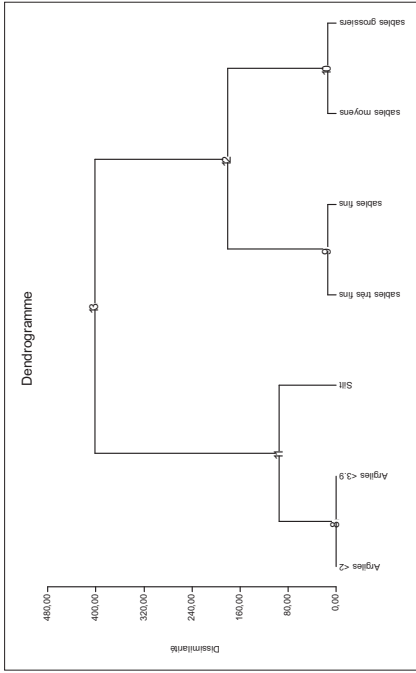 Dendrogramme
Dissimilarité
480,00
400,00
320,00
240,00
160,00
80,00
0,00
13
12
11
10
9
8
Argiles <2
Argiles <3.9
Silt
sables très fins
sables fins
sables moyens
sables grossiers